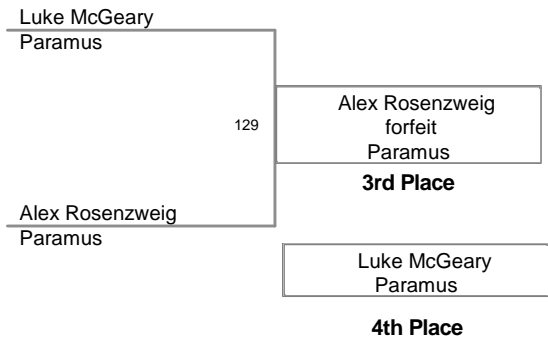 Luke McGeary
Paramus
129
Alex Rosenzweig
forfeit
Paramus
3rd Place
Alex Rosenzweig
Paramus
Luke McGeary
Paramus
4th Place